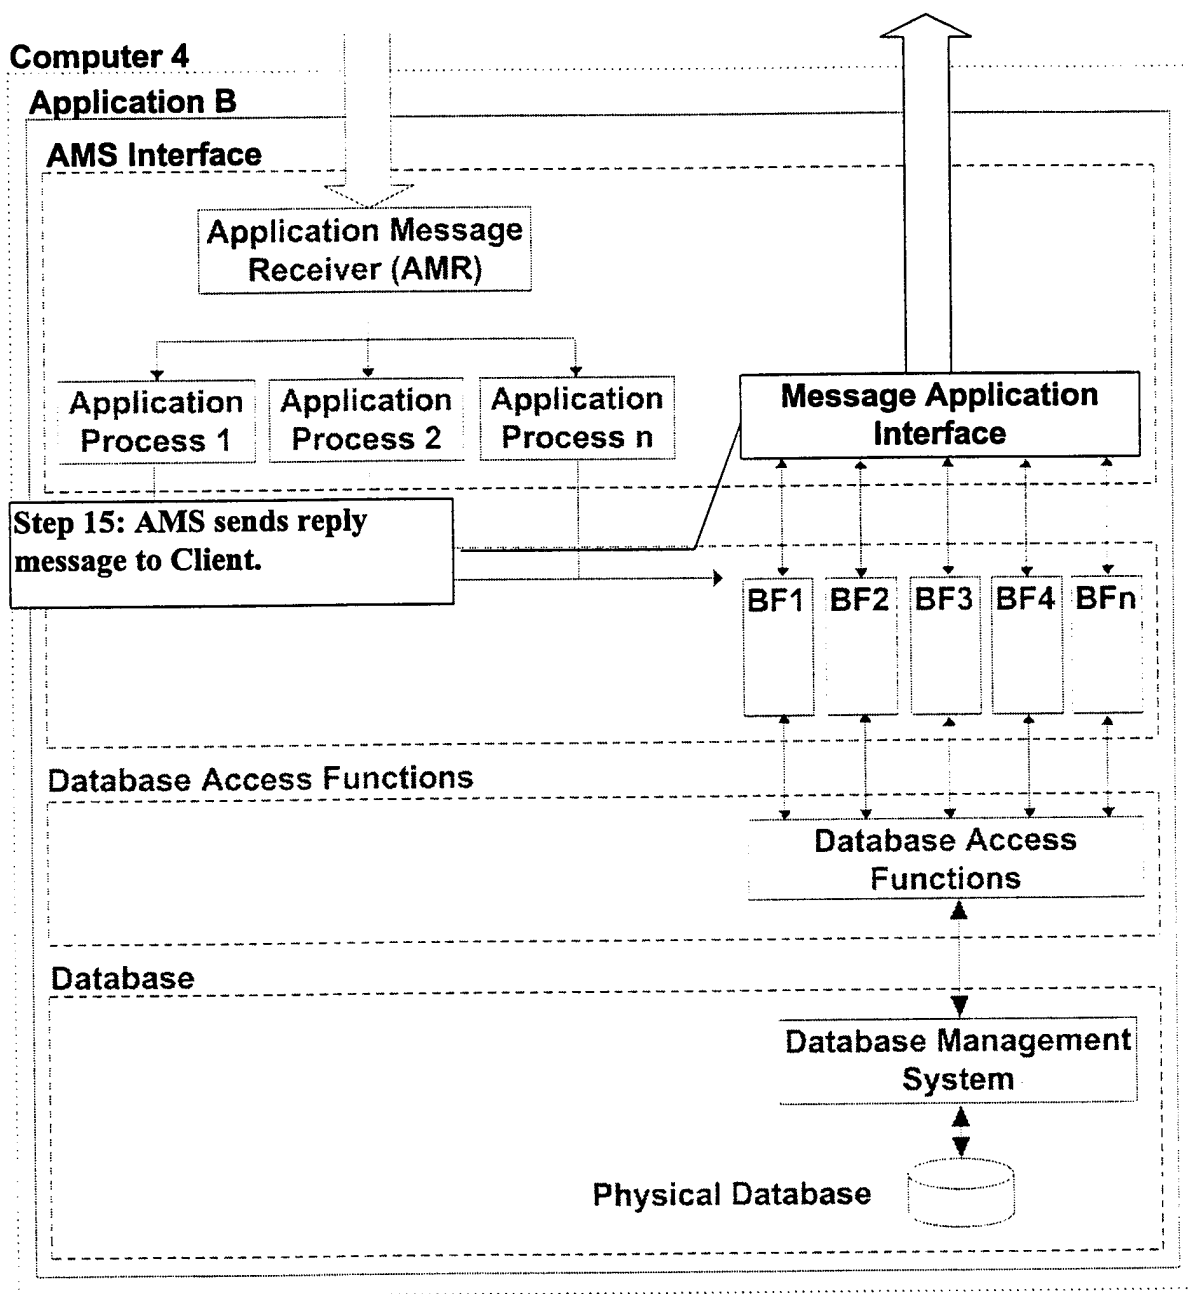 Computer 4
Application B
AMS Interface
Application Message
Receiver (AMR)
Application
Process 1
Application
Process 2
Application
Process n
Message Application
Interface
Step 15: AMS sends reply
message to Client.
BF1
BF2
BF3
BF4
BFn
Database Access Functions
Database Access
Functions
Database
Database Management
System
Physical Database